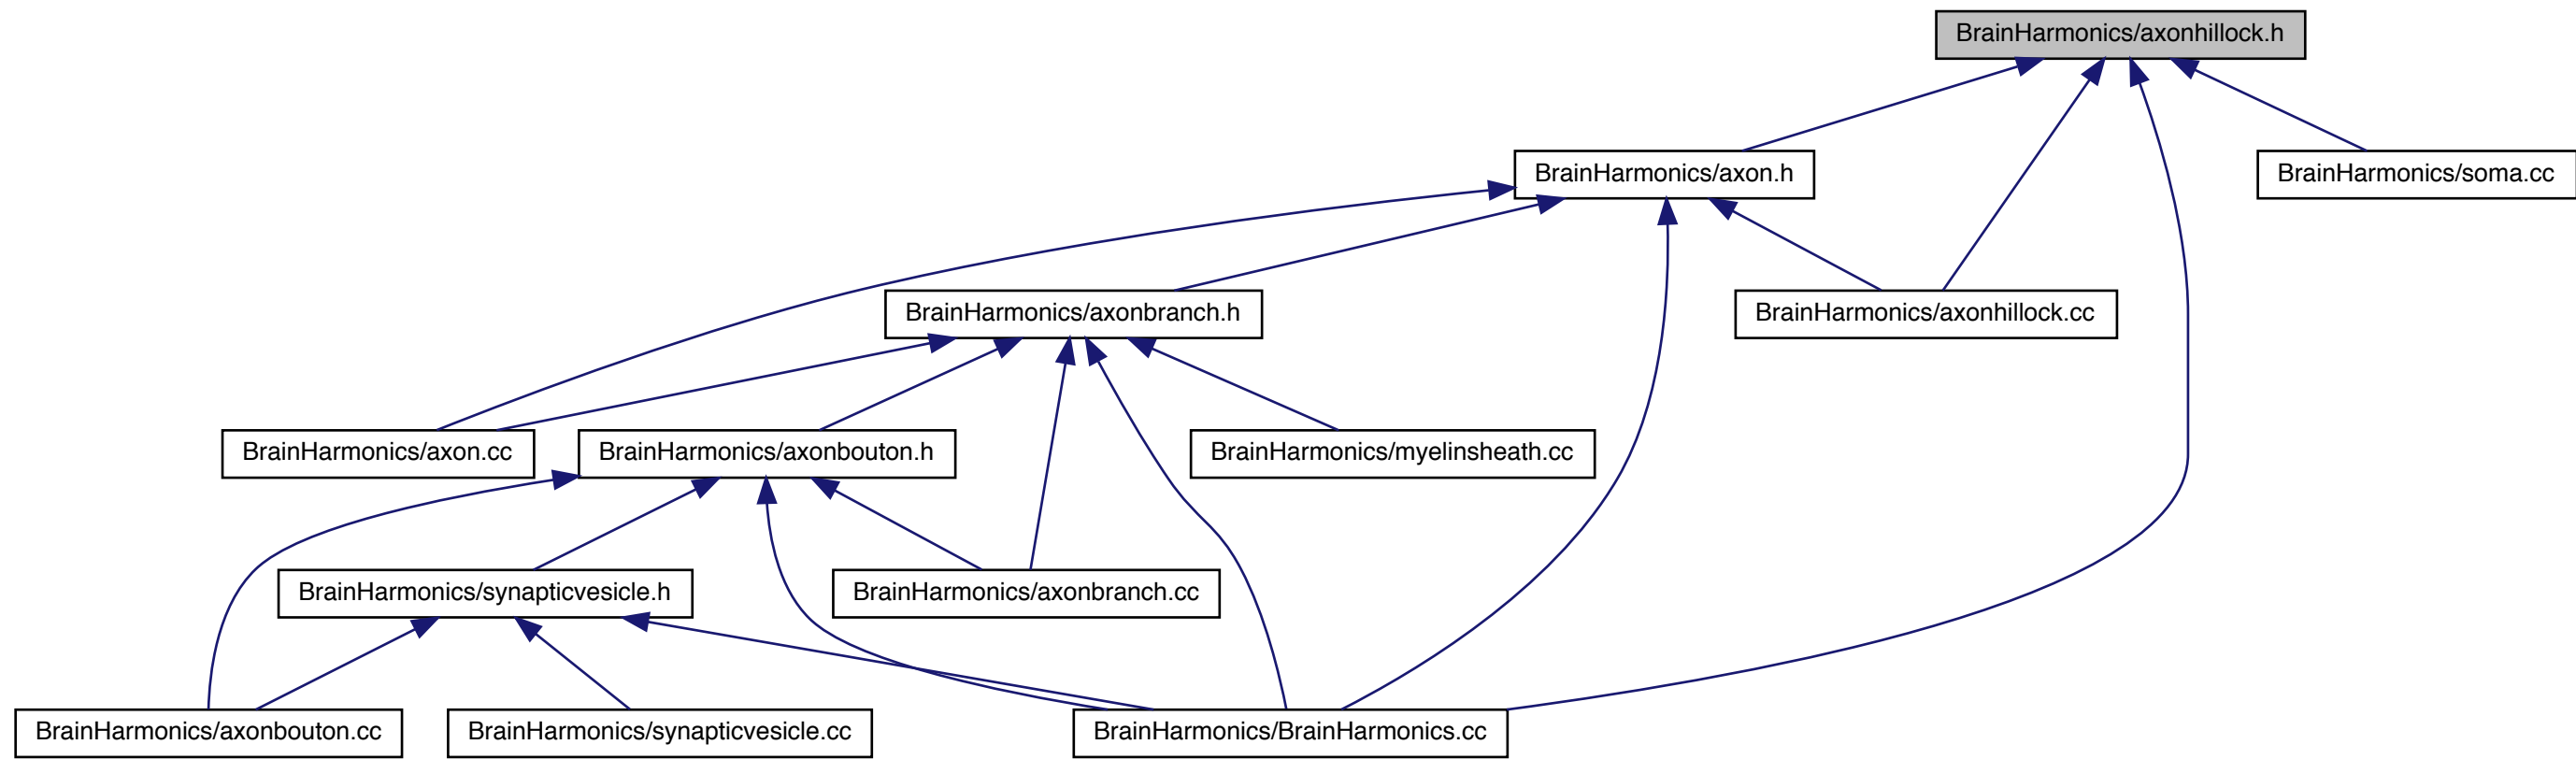 BrainHarmonics/axonhillock.h
BrainHarmonics/axon.h
BrainHarmonics/soma.cc
BrainHarmonics/axonbranch.h
BrainHarmonics/axonhillock.cc
BrainHarmonics/axon.cc
BrainHarmonics/axonbouton.h
BrainHarmonics/myelinsheath.cc
BrainHarmonics/synapticvesicle.h
BrainHarmonics/axonbranch.cc
BrainHarmonics/axonbouton.cc
BrainHarmonics/synapticvesicle.cc
BrainHarmonics/BrainHarmonics.cc